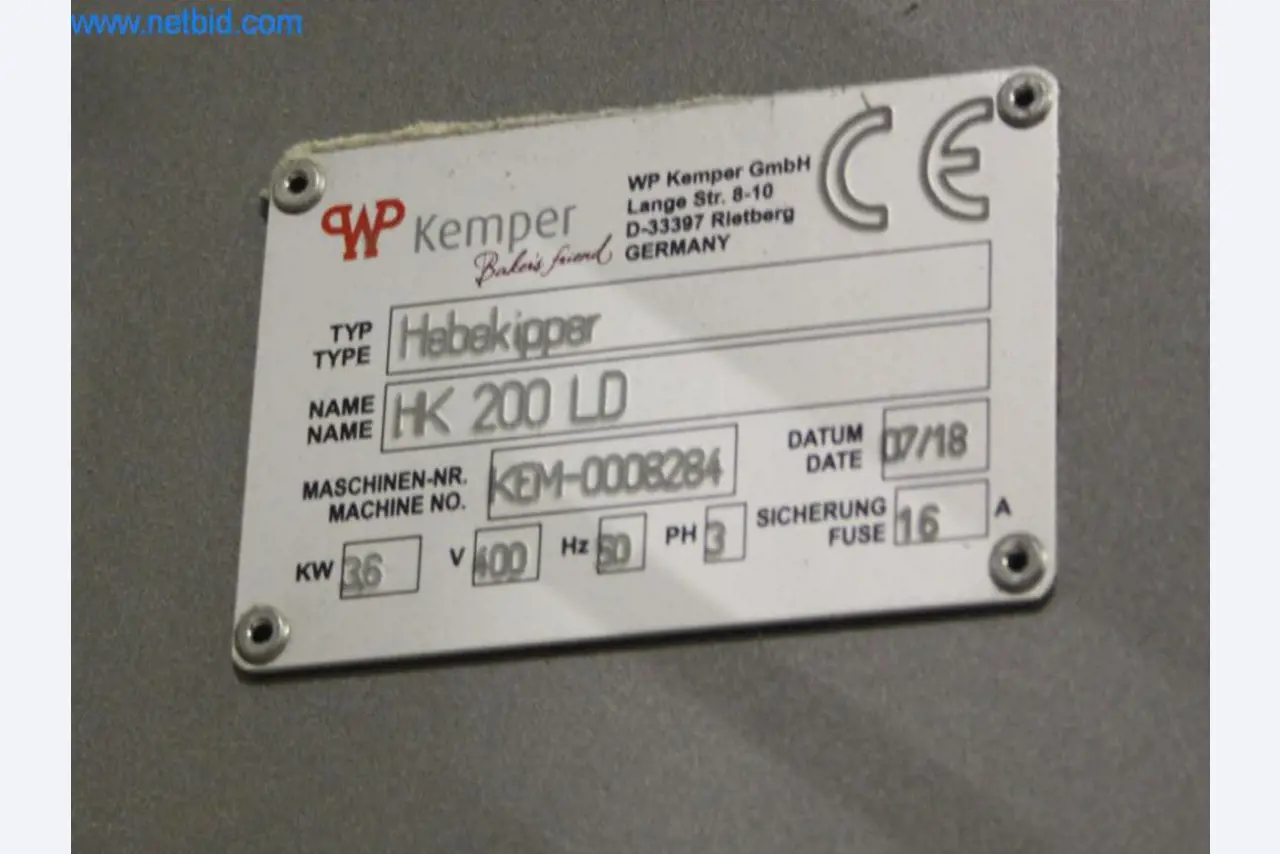 www.netbid.com
WP Kemper
Baker's friend
WP Kemper GmbH
Lange Str. 8-10
D-33397 Rietberg
GERMANY
CE
TYP
TYPE
Hebekipper
NAME
NAME
HK 200 LD
MASCHINEN-NR.
MACHINE NO.
KEM-0008284
DATUM
DATE
07/18
KW 3,6
V 400
Hz 50
PH 3
SICHERUNG
FUSE
16 A